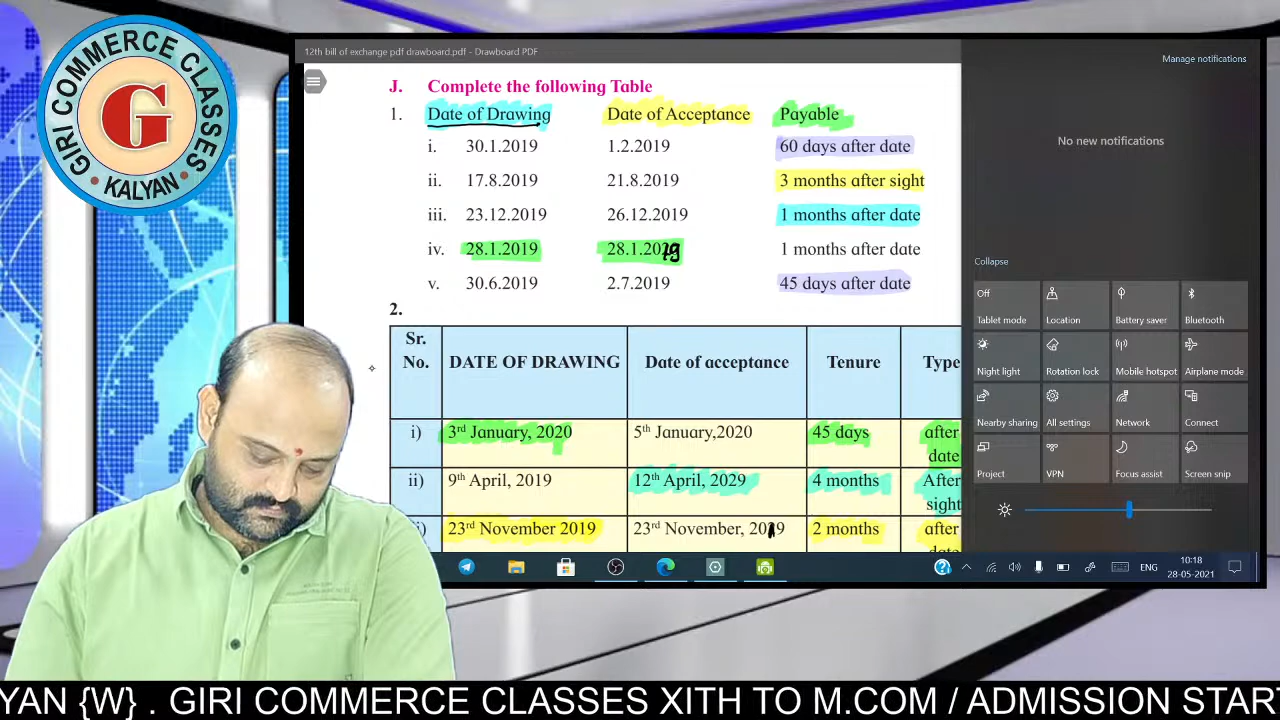 GIRI COMMERCE CLASSES
G
• KALYAN •
12th bill of exchange pdf drawboard.pdf - Drawboard PDF
J. Complete the following Table
1. Date of Drawing Date of Acceptance Payable
i. 30.1.2019 1.2.2019 60 days after date
ii. 17.8.2019 21.8.2019 3 months after sight
iii. 23.12.2019 26.12.2019 1 months after date
iv. 28.1.2019 28.1.2019 1 months after date
v. 30.6.2019 2.7.2019 45 days after date
2.
Sr. No. DATE OF DRAWING Date of acceptance Tenure Type
i) 3rd January, 2020 5th January,2020 45 days after date
ii) 9th April, 2019 12th April, 2029 4 months After sight
) 23rd November 2019 23rd November, 2019 2 months after
Manage notifications
No new notifications
Collapse
Off
Tablet mode Location Battery saver Bluetooth
Night light Rotation lock Mobile hotspot Airplane mode
Nearby sharing All settings Network Connect
Project VPN Focus assist Screen snip
ENG
10:18
28-05-2021
YAN {W} . GIRI COMMERCE CLASSES XITH TO M.COM / ADMISSION START